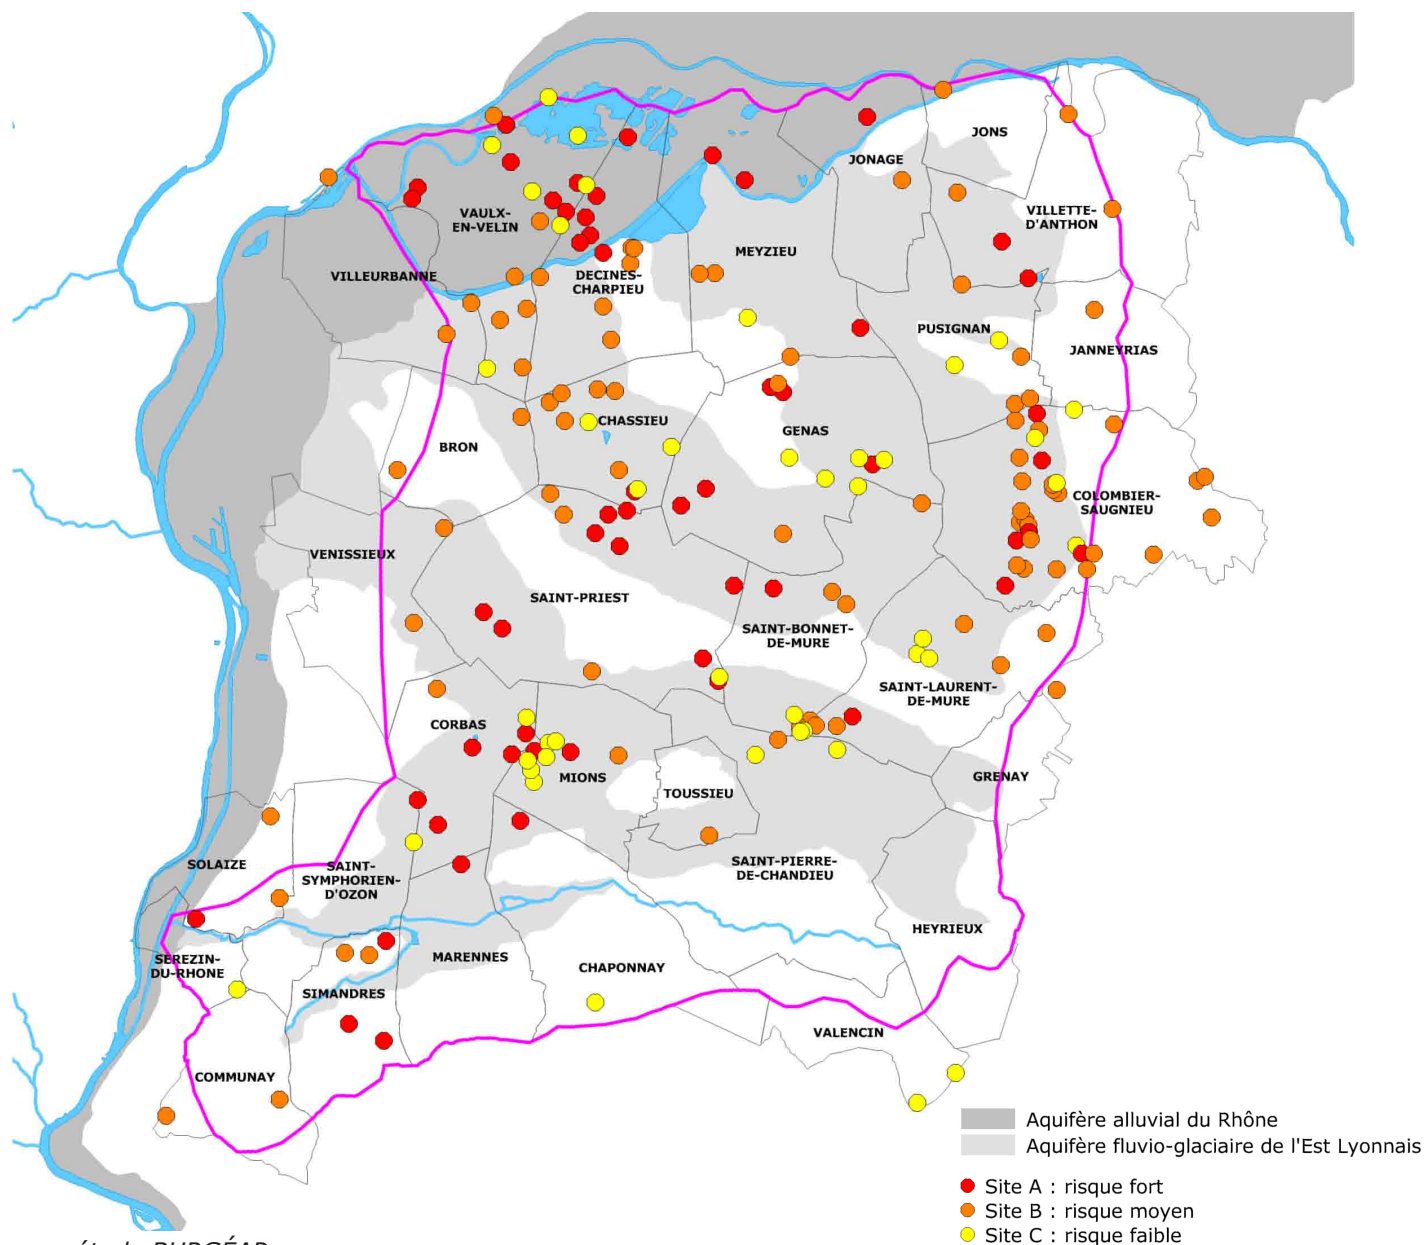 JONS
JONAGE
VILLETTE-
D'ANTHON
VAULX-
EN-VELIN
MEYZIEU
VILLEURBANNE
DECINES-
CHARPIEU
PUSIGNAN
JANNEYRIAS
CHASSIEU
GENAS
BRON
COLOMBIER-
SAUGNIEU
VENISSIEUX
SAINT-PRIEST
SAINT-BONNET-
DE-MURE
SAINT-LAURENT-
DE-MURE
CORBAS
MIONS
GRENAY
TOUSSIEU
SOLAIZE
SAINT-
SYMPHORIEN-
D'OZON
SAINT-PIERRE-
DE-CHANDIEU
HEYRIEUX
SEREZIN-
DU-RHONE
MARENNES
CHAPONNAY
SIMANDRES
VALENCIN
COMMUNAY
Aquifère alluvial du Rhône
Aquifère fluvio-glaciaire de l'Est Lyonnais
Site A : risque fort
Site B : risque moyen
Site C : risque faible